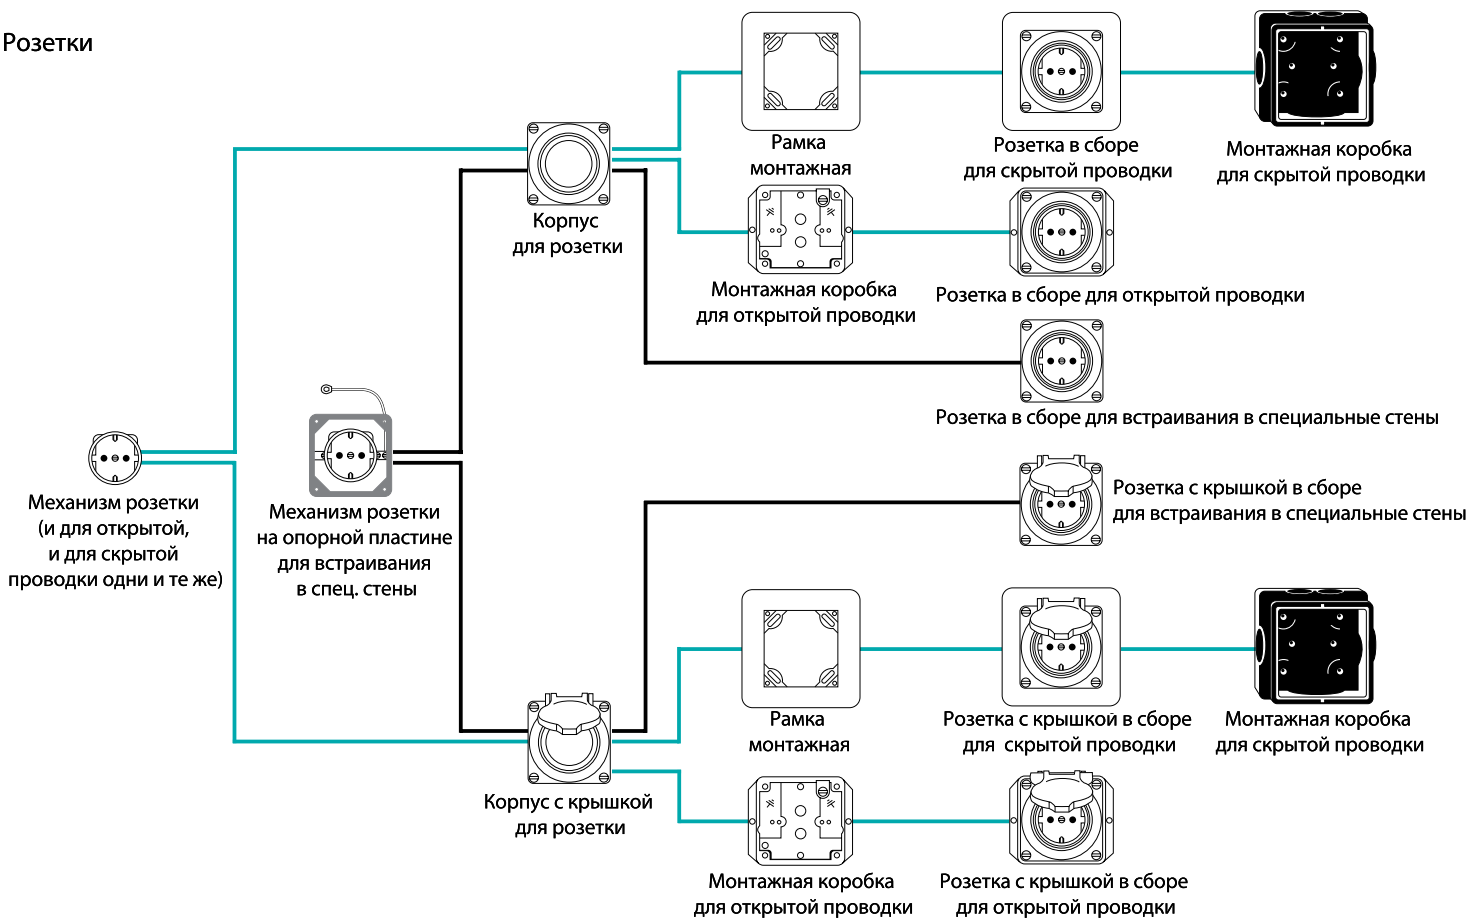 Розетки
Рамка
монтажная
Розетка в сборе
для скрытой проводки
Монтажная коробка
для скрытой проводки
Корпус
для розетки
Монтажная коробка
для открытой проводки
Розетка в сборе для открытой проводки
Розетка в сборе для встраивания в специальные стены
Механизм розетки
(и для открытой,
и для скрытой
проводки одни и те же)
Механизм розетки
на опорной пластине
для встраивания
в спец. стены
Розетка с крышкой в сборе
для встраивания в специальные стены
Рамка
монтажная
Розетка с крышкой в сборе
для скрытой проводки
Монтажная коробка
для скрытой проводки
Корпус с крышкой
для розетки
Монтажная коробка
для открытой проводки
Розетка с крышкой в сборе
для открытой проводки